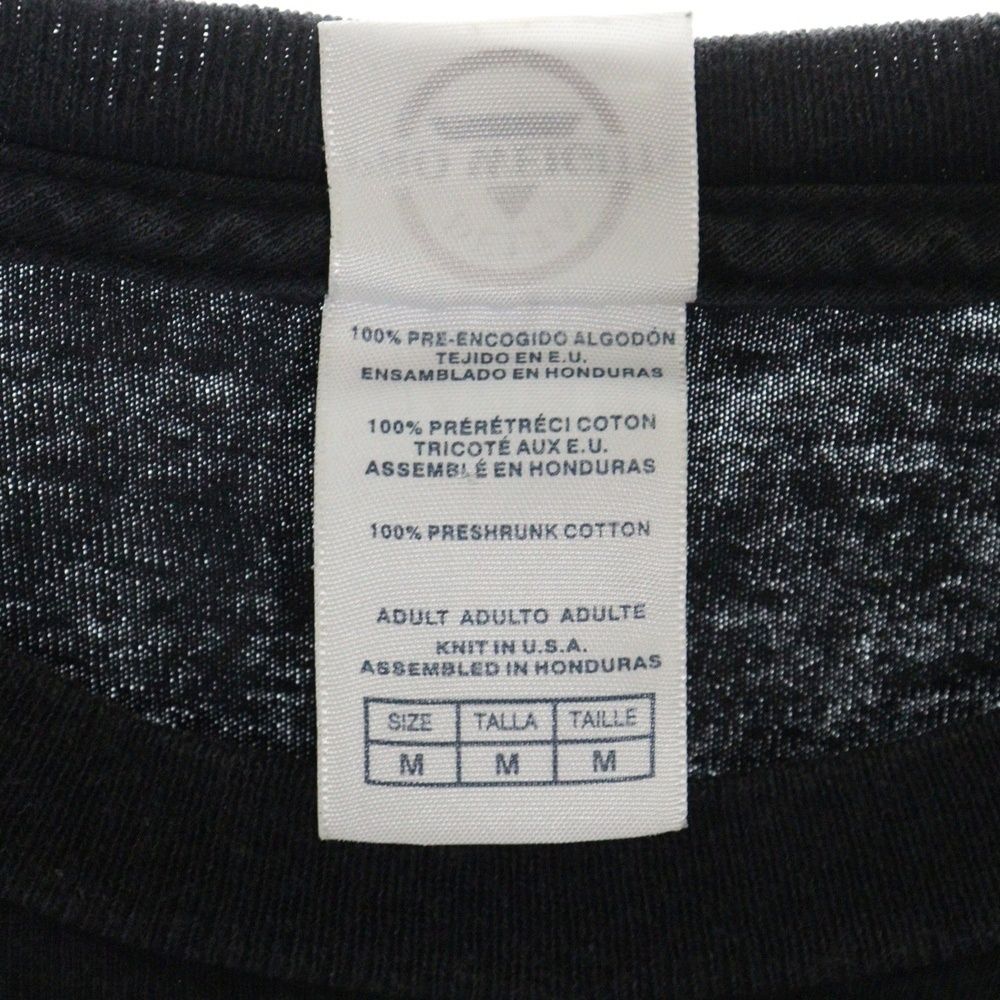 100% PRE-ENCOGIDO ALGODÓN
TEJIDO EN E.U.
ENSAMBLADO EN HONDURAS
100% PRÉRÉTRÉCI COTON
TRICOTÉ AUX E.U.
ASSEMBLÉ EN HONDURAS
100% PRESHRUNK COTTON
ADULT ADULTO ADULTE
KNIT IN U.S.A.
ASSEMBLED IN HONDURAS
SIZE TALLA TAILLE
M M M